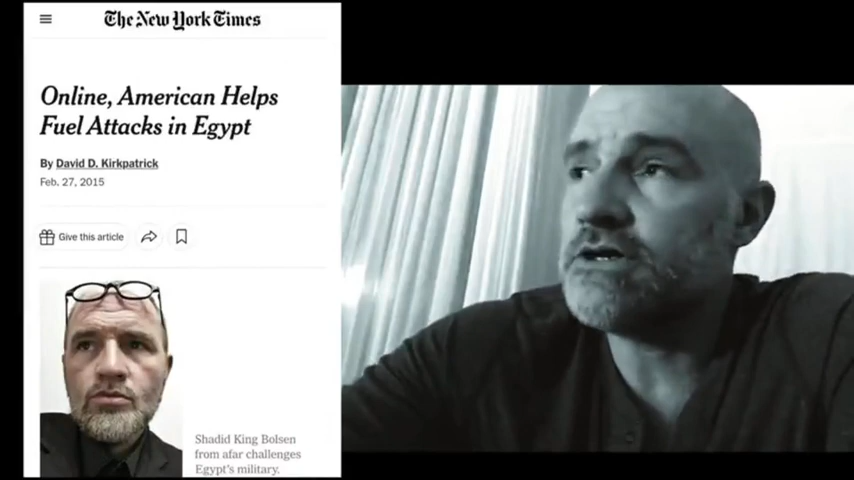 The New York Times
Online, American Helps
Fuel Attacks in Egypt
By David D. Kirkpatrick
Feb. 27, 2015
Give this article
Shadid King Bolsen
from afar challenges
Egypt's military.